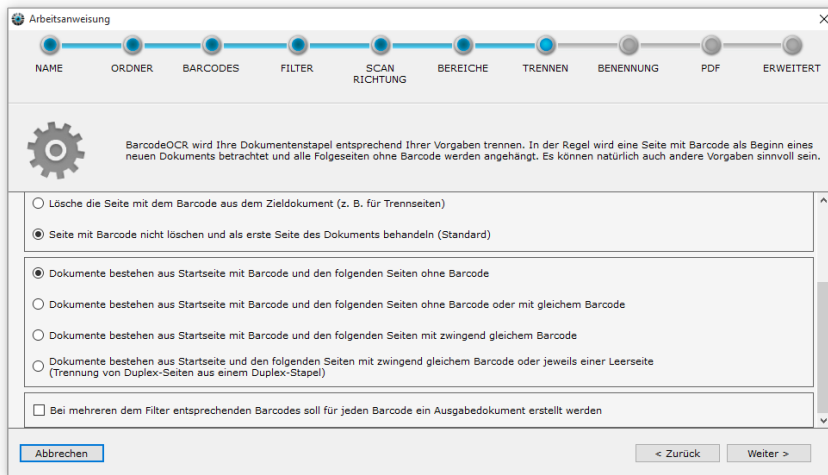 Arbeitsanweisung
NAME
ORDNER
BARCODES
FILTER
SCAN
RICHTUNG
BEREICHE
TRENNEN
BENENNUNG
PDF
ERWEITERT
BarcodeOCR wird Ihre Dokumentenstapel entsprechend Ihrer Vorgaben trennen. In der Regel wird eine Seite mit Barcode als Beginn eines
neuen Dokuments betrachtet und alle Folgeseiten ohne Barcode werden angehängt. Es können natürlich auch andere Vorgaben sinnvoll sein.
Lösche die Seite mit dem Barcode aus dem Zieldokument (z. B. für Trennseiten)
Seite mit Barcode nicht löschen und als erste Seite des Dokuments behandeln (Standard)
Dokumente bestehen aus Startseite mit Barcode und den folgenden Seiten ohne Barcode
Dokumente bestehen aus Startseite mit Barcode und den folgenden Seiten ohne Barcode oder mit gleichem Barcode
Dokumente bestehen aus Startseite mit Barcode und den folgenden Seiten mit zwingend gleichem Barcode
Dokumente bestehen aus Startseite und den folgenden Seiten mit zwingend gleichem Barcode oder jeweils einer Leerseite
(Trennung von Duplex-Seiten aus einem Duplex-Stapel)
Bei mehreren dem Filter entsprechenden Barcodes soll für jeden Barcode ein Ausgabedokument erstellt werden
Abbrechen
< Zurück
Weiter >